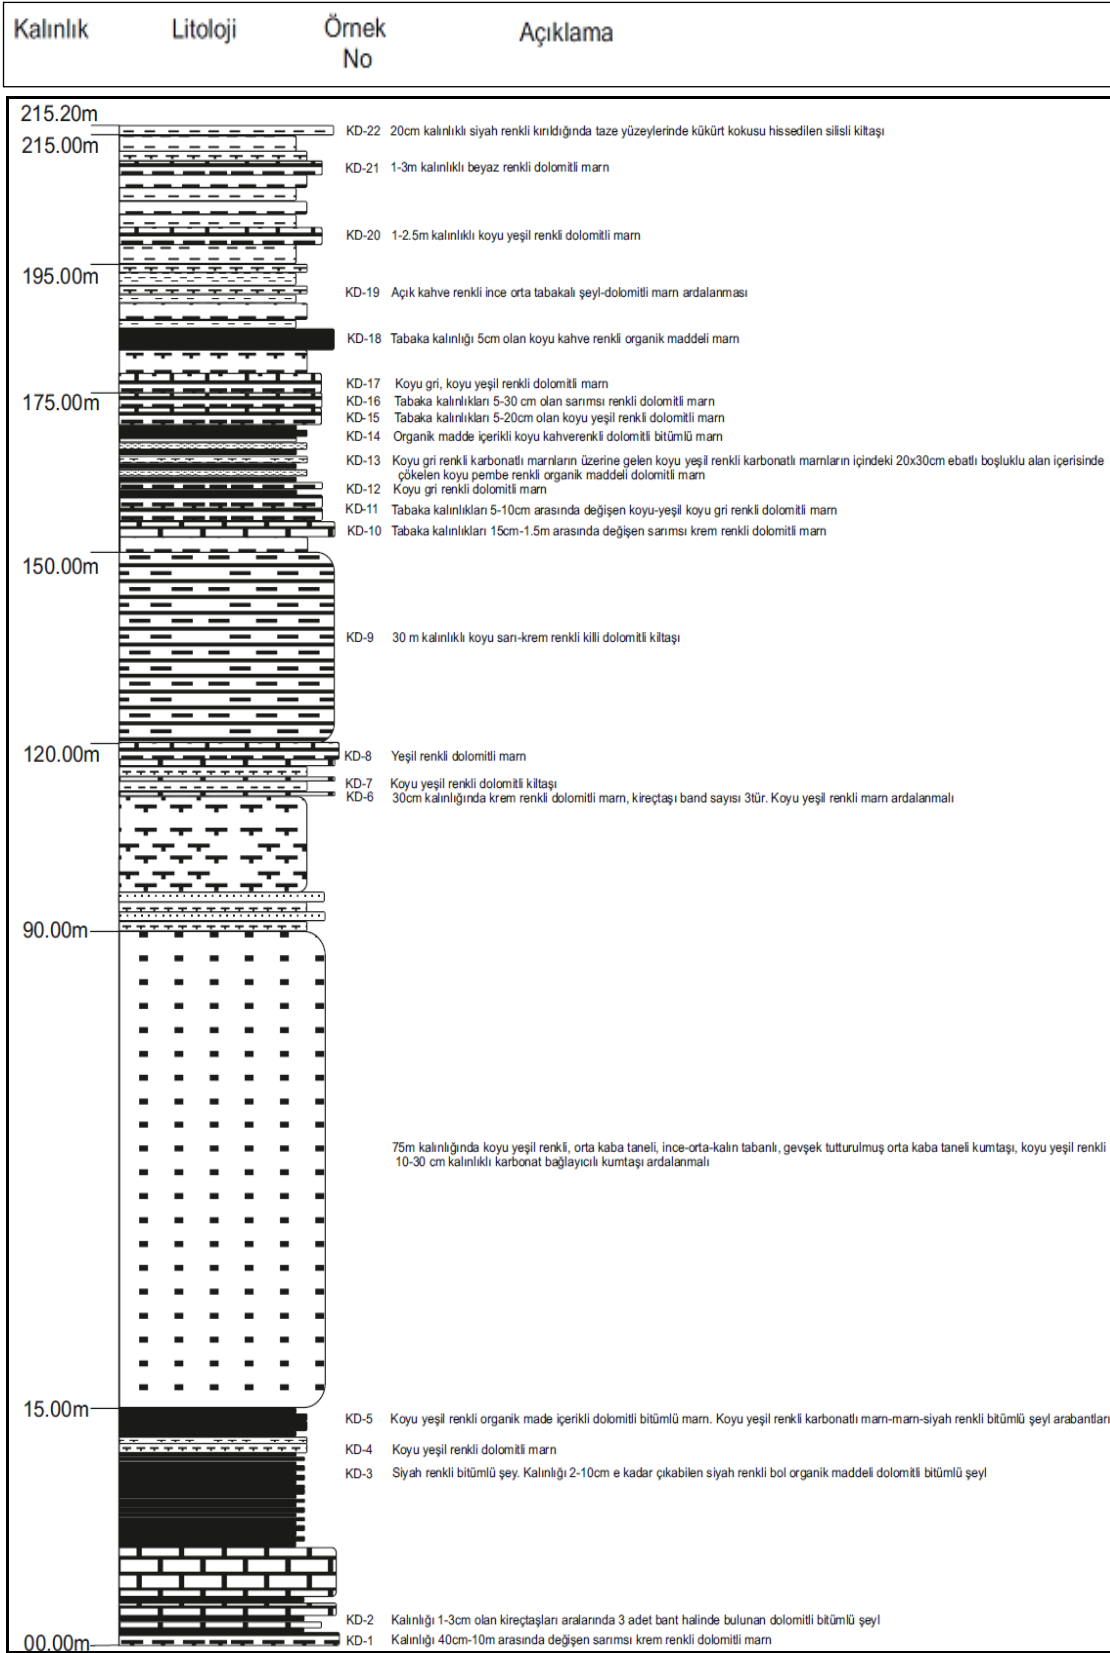 Kalınlık Litoloji Örnek No Açıklama
215.20m
KD-22 20cm kalınlıklı siyah renkli kırıldığında taze yüzeylerinde kükürt kokusu hissedilen silisli kiltaşı
215.00m
KD-21 1-3m kalınlıklı beyaz renkli dolomitli marn
KD-20 1-2.5m kalınlıklı koyu yeşil renkli dolomitli marn
195.00m
KD-19 Açık kahve renkli ince orta tabakalı şeyl-dolomitli marn ardalanması
KD-18 Tabaka kalınlığı 5cm olan koyu kahve renkli organik maddeli marn
KD-17 Koyu gri, koyu yeşil renkli dolomitli marn
175.00m
KD-16 Tabaka kalınlıkları 5-30 cm olan sarımsı renkli dolomitli marn
KD-15 Tabaka kalınlıkları 5-20cm olan koyu yeşil renkli dolomitli marn
KD-14 Organik madde içerikli koyu kahverenkli dolomitli bitümlü marn
KD-13 Koyu gri renkli karbonatlı marnların üzerine gelen koyu yeşil renkli karbonatlı marnların içindeki 20x30cm ebatlı boşluklu alan içerisinde
çökelen koyu pembe renkli organik maddeli dolomitli marn
KD-12 Koyu gri renkli dolomitli marn
KD-11 Tabaka kalınlıkları 5-10cm arasında değişen koyu-yeşil koyu gri renkli dolomitli marn
KD-10 Tabaka kalınlıkları 15cm-1.5m arasında değişen sarımsı krem renkli dolomitli marn
150.00m
KD-9 30 m kalınlıklı koyu sarı-krem renkli killi dolomitli kiltaşı
120.00m
KD-8 Yeşil renkli dolomitli marn
KD-7 Koyu yeşil renkli dolomitli kiltaşı
KD-6 30cm kalınlığında krem renkli dolomitli marn, kireçtaşı band sayısı 3tür. Koyu yeşil renkli marn ardalanmalı
90.00m
75m kalınlığında koyu yeşil renkli, orta kaba taneli, ince-orta-kalın tabanlı, gevşek tutturulmuş orta kaba taneli kumtaşı, koyu yeşil renkli
10-30 cm kalınlıklı karbonat bağlayıcılı kumtaşı ardalanmalı
15.00m
KD-5 Koyu yeşil renkli organik made içerikli dolomitli bitümlü marn. Koyu yeşil renkli karbonatlı marn-marn-siyah renkli bitümlü şeyl arabantları
KD-4 Koyu yeşil renkli dolomitli marn
KD-3 Siyah renkli bitümlü şey. Kalınlığı 2-10cm e kadar çıkabilen siyah renkli bol organik maddeli dolomitli bitümlü şeyl
KD-2 Kalınlığı 1-3cm olan kireçtaşları aralarında 3 adet bant halinde bulunan dolomitli bitümlü şeyl
00.00m
KD-1 Kalınlığı 40cm-10m arasında değişen sarımsı krem renkli dolomitli marn